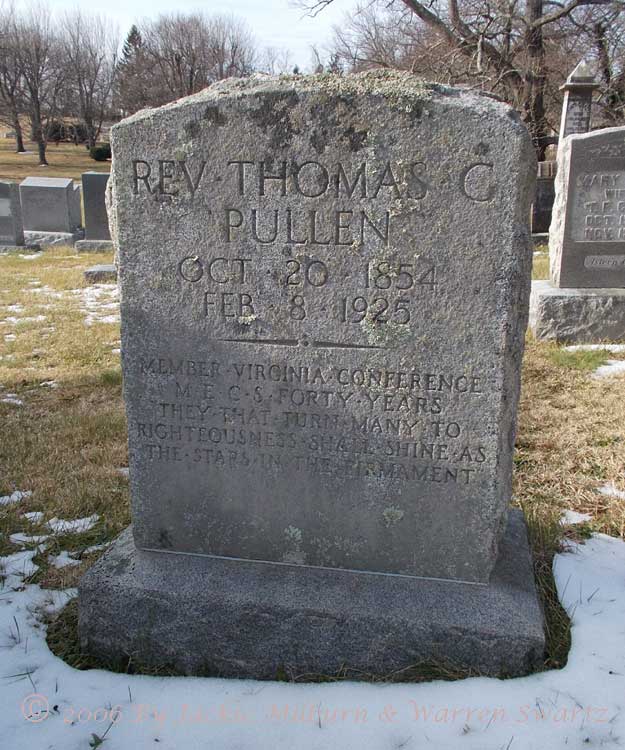 REV · THOMAS · C
PULLEN
OCT · 20 · 1854
FEB · 8 · 1925
MEMBER · VIRGINIA · CONFERENCE
M · E · C · S · FORTY · YEARS
THEY · THAT · TURN · MANY · TO
RIGHTEOUSNESS · SHALL · SHINE · AS
THE · STARS · IN · THE · FIRMAMENT
© 2006 By Jackie Milburn & Warren Swartz